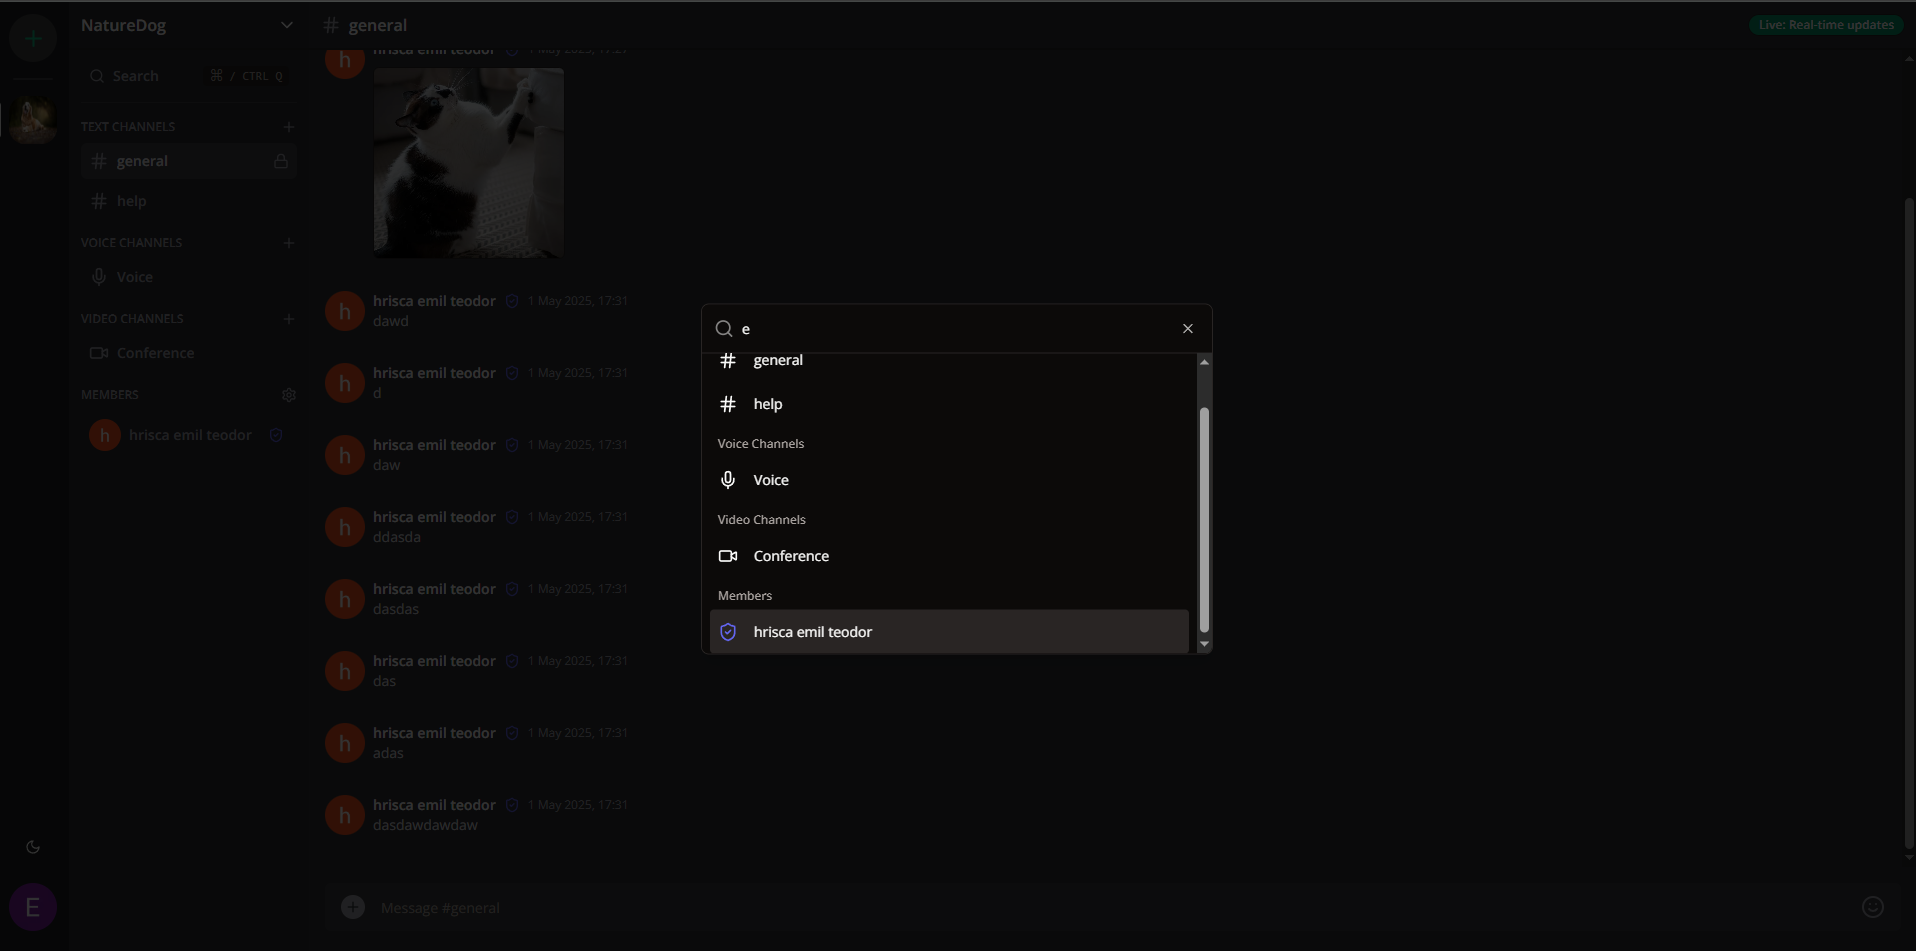 NatureDog
Search
⌘ / CTRL Q
TEXT CHANNELS
general
help
VOICE CHANNELS
Voice
VIDEO CHANNELS
Conference
MEMBERS
h
hrisca emil teodor
E
# general
Live: Real-time updates
h
hrisca emil teodor 1 May 2025, 17:27
h
hrisca emil teodor 1 May 2025, 17:31
dawd
h
hrisca emil teodor 1 May 2025, 17:31
d
h
hrisca emil teodor 1 May 2025, 17:31
daw
h
hrisca emil teodor 1 May 2025, 17:31
ddasda
h
hrisca emil teodor 1 May 2025, 17:31
dasdas
h
hrisca emil teodor 1 May 2025, 17:31
das
h
hrisca emil teodor 1 May 2025, 17:31
adas
h
hrisca emil teodor 1 May 2025, 17:31
dasdawdawdaw
Message #general
e
# general
# help
Voice Channels
Voice
Video Channels
Conference
Members
hrisca emil teodor